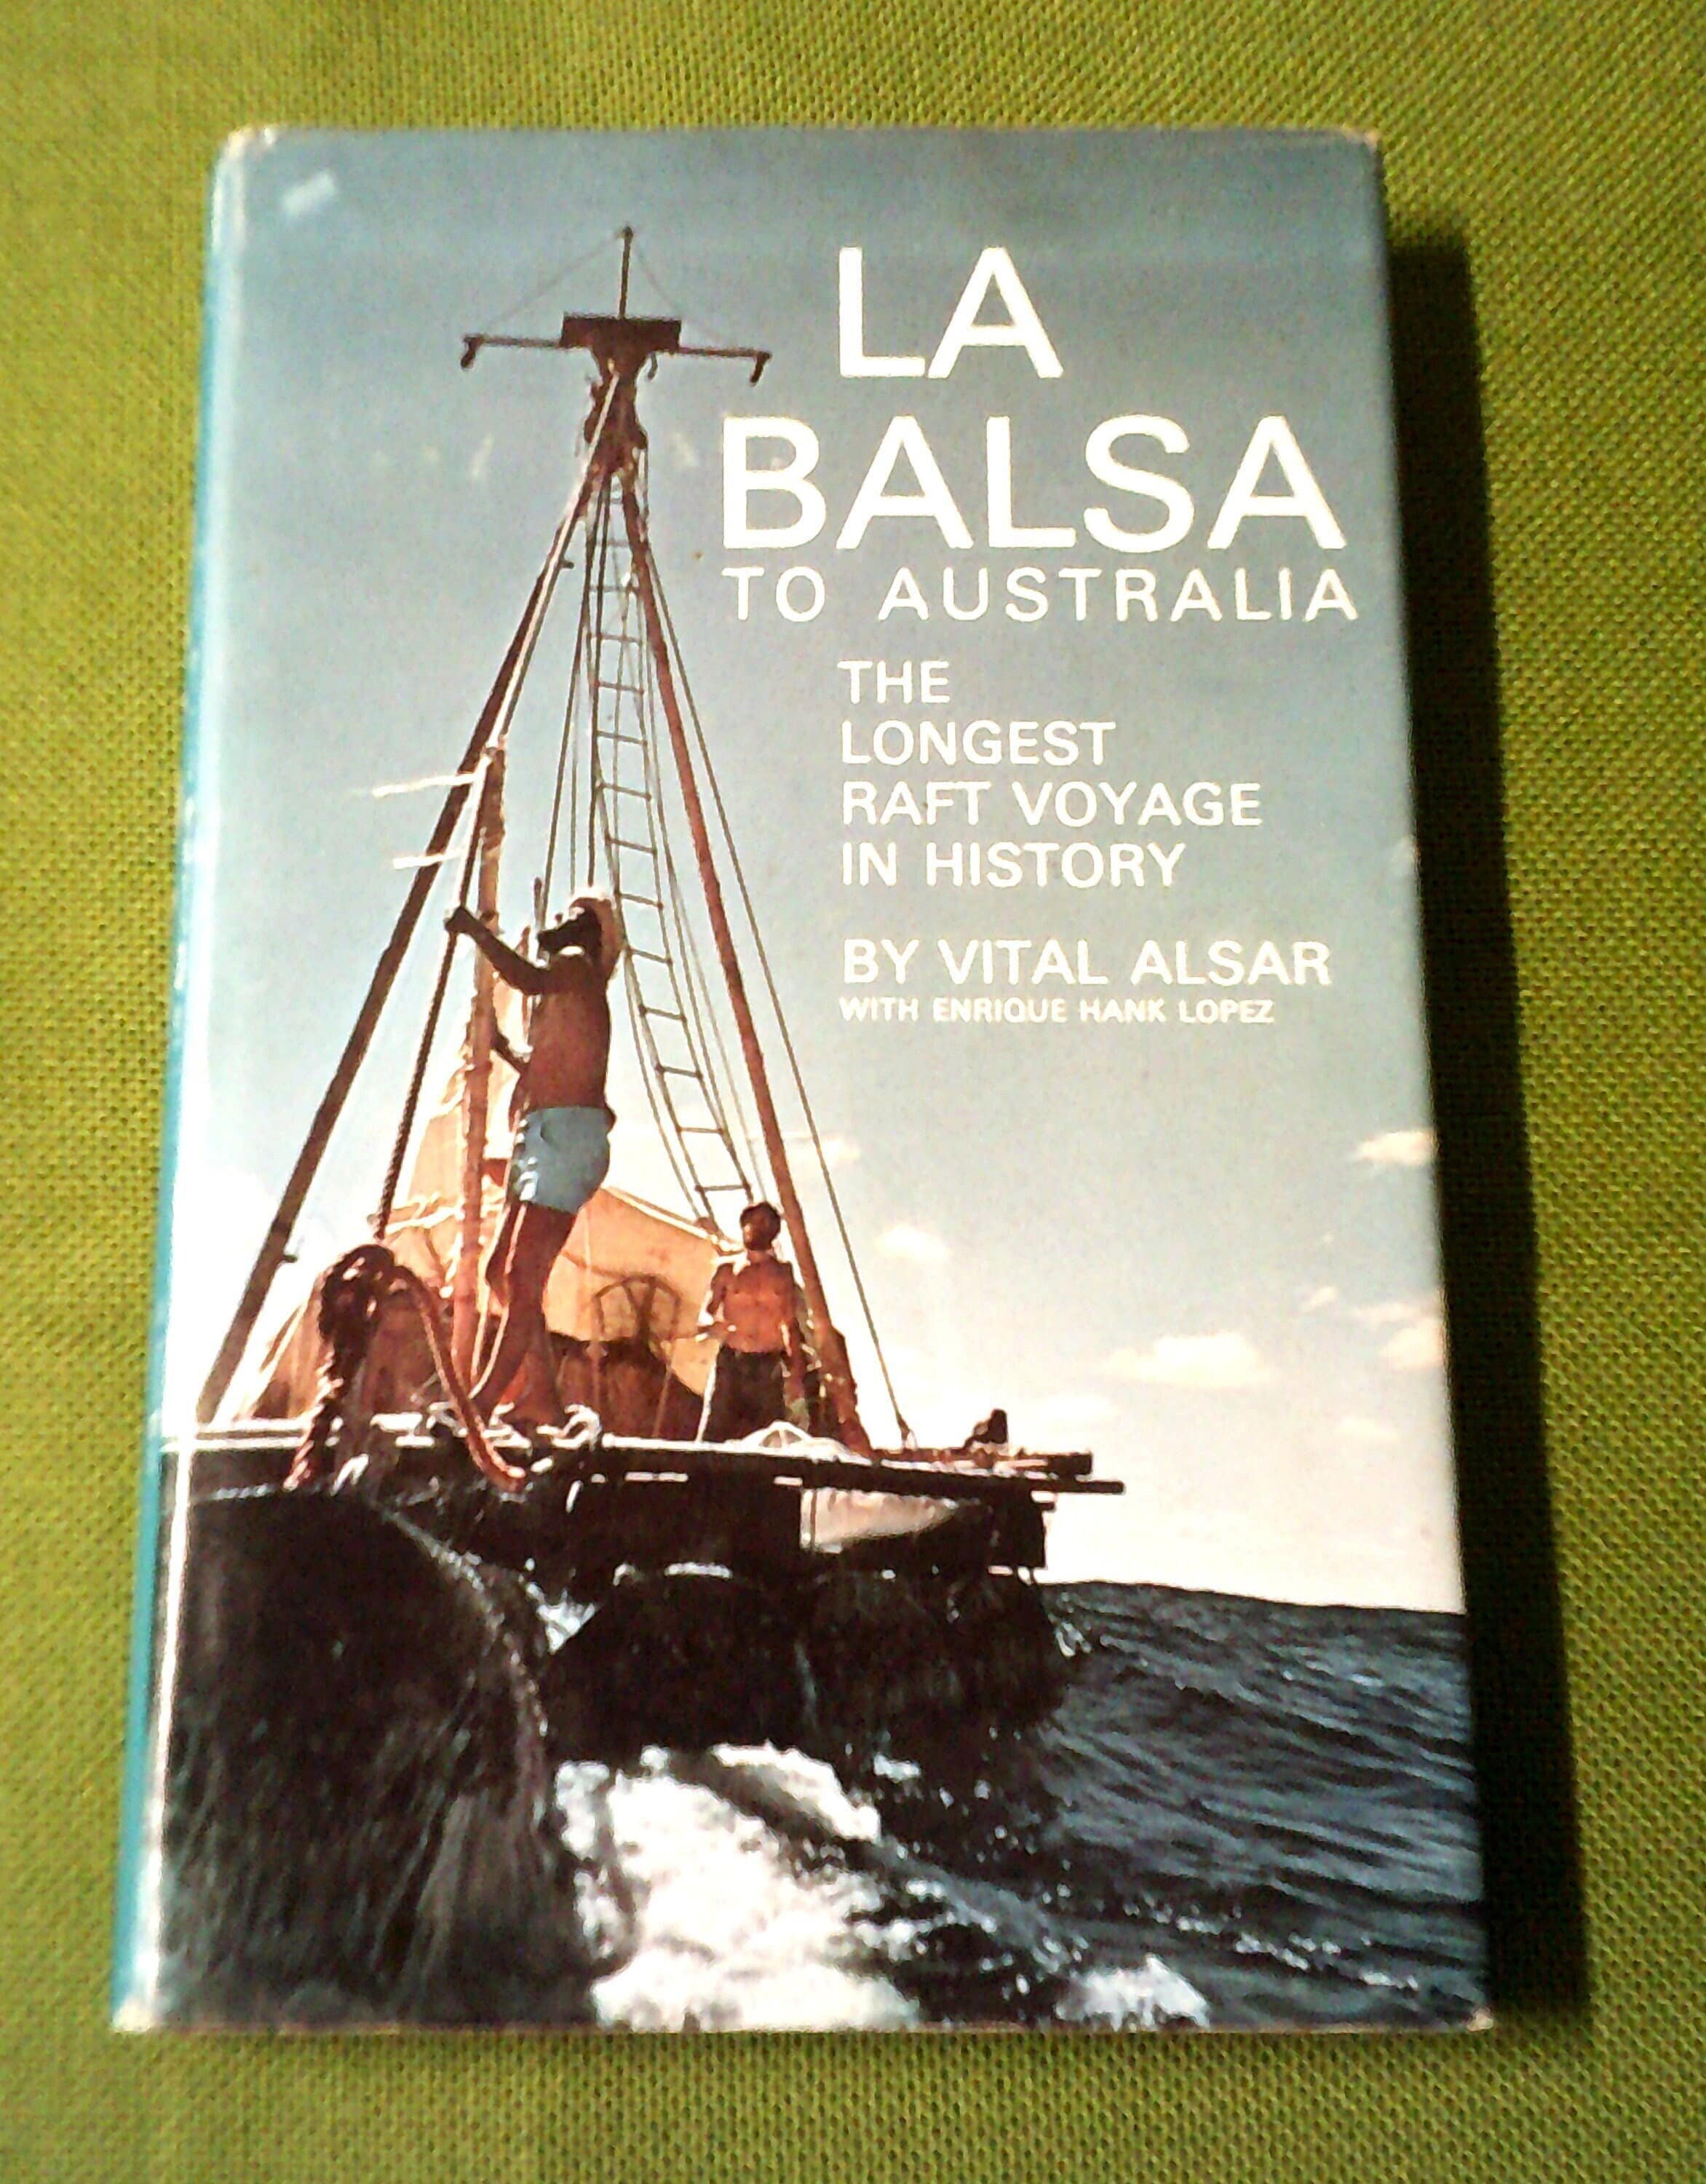 LA
BALSA
TO AUSTRALIA
THE
LONGEST
RAFT VOYAGE
IN HISTORY
BY VITAL ALSAR
WITH ENRIQUE HANK LOPEZ